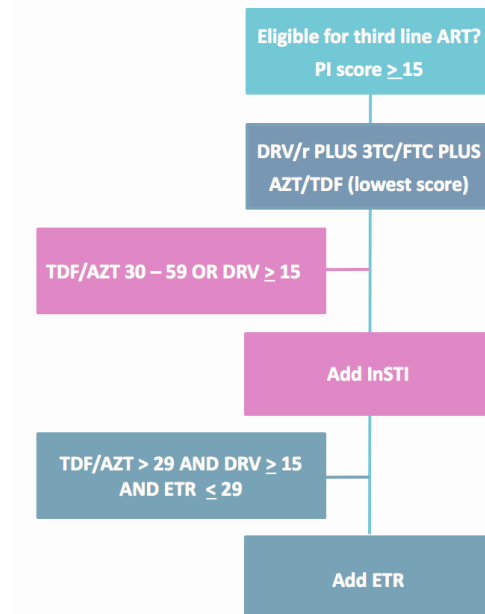 Eligible for third line ART?
PI score ≥ 15
DRV/r PLUS 3TC/FTC PLUS
AZT/TDF (lowest score)
TDF/AZT 30 – 59 OR DRV ≥ 15
Add InSTI
TDF/AZT > 29 AND DRV ≥ 15
AND ETR ≤ 29
Add ETR